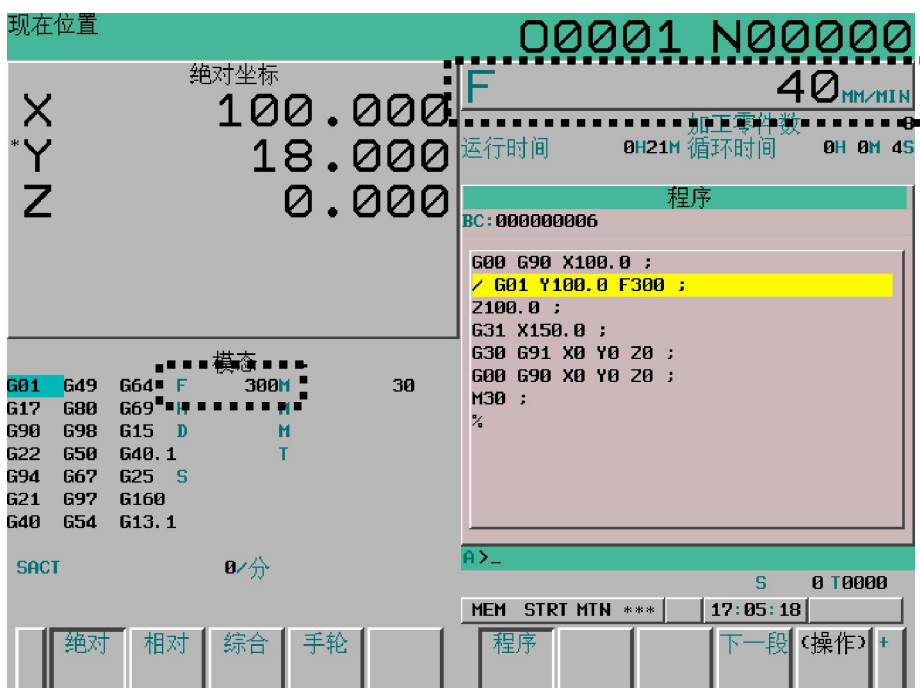 现在位置
O0001 N00000
绝对坐标
X 100.000
*Y 18.000
Z 0.000
F 40 MM/MIN
加工零件数
运行时间 0H21M 循环时间 0H 0M 4S
程序
BC:000000006
G00 G90 X100.0 ;
/ G01 Y100.0 F300 ;
Z100.0 ;
G31 X150.0 ;
G30 G91 X0 Y0 Z0 ;
G00 G90 X0 Y0 Z0 ;
M30 ;
%
模态
G01 G49 G64 F 300M 30
G17 G80 G69 H M
G90 G98 G15 D M
G22 G50 G40.1 T
G94 G67 G25 S
G21 G97 G160
G40 G54 G13.1
SACT 0/分
A>_
S 0 T0000
MEM STRT MTN *** 17:05:18
绝对 相对 综合 手轮 程序 下一段 (操作) +